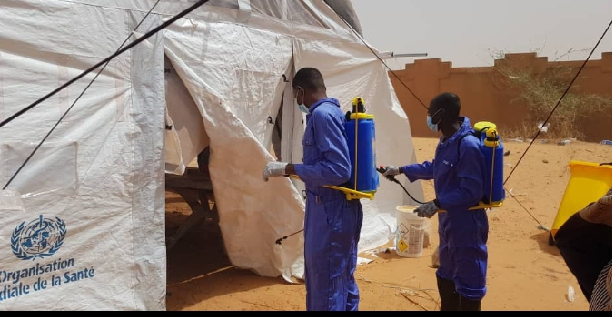 Organisation
diale de la Santé